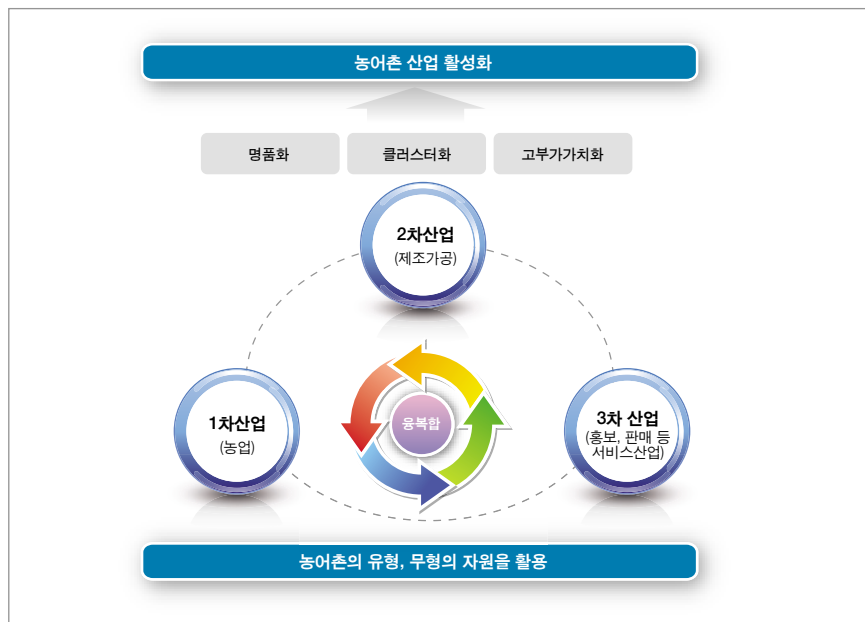 농어촌 산업 활성화
명품화
클러스터화
고부가가치화
2차산업
(제조가공)
1차산업
(농업)
융복합
3차 산업
(홍보, 판매 등
서비스산업)
농어촌의 유형, 무형의 자원을 활용